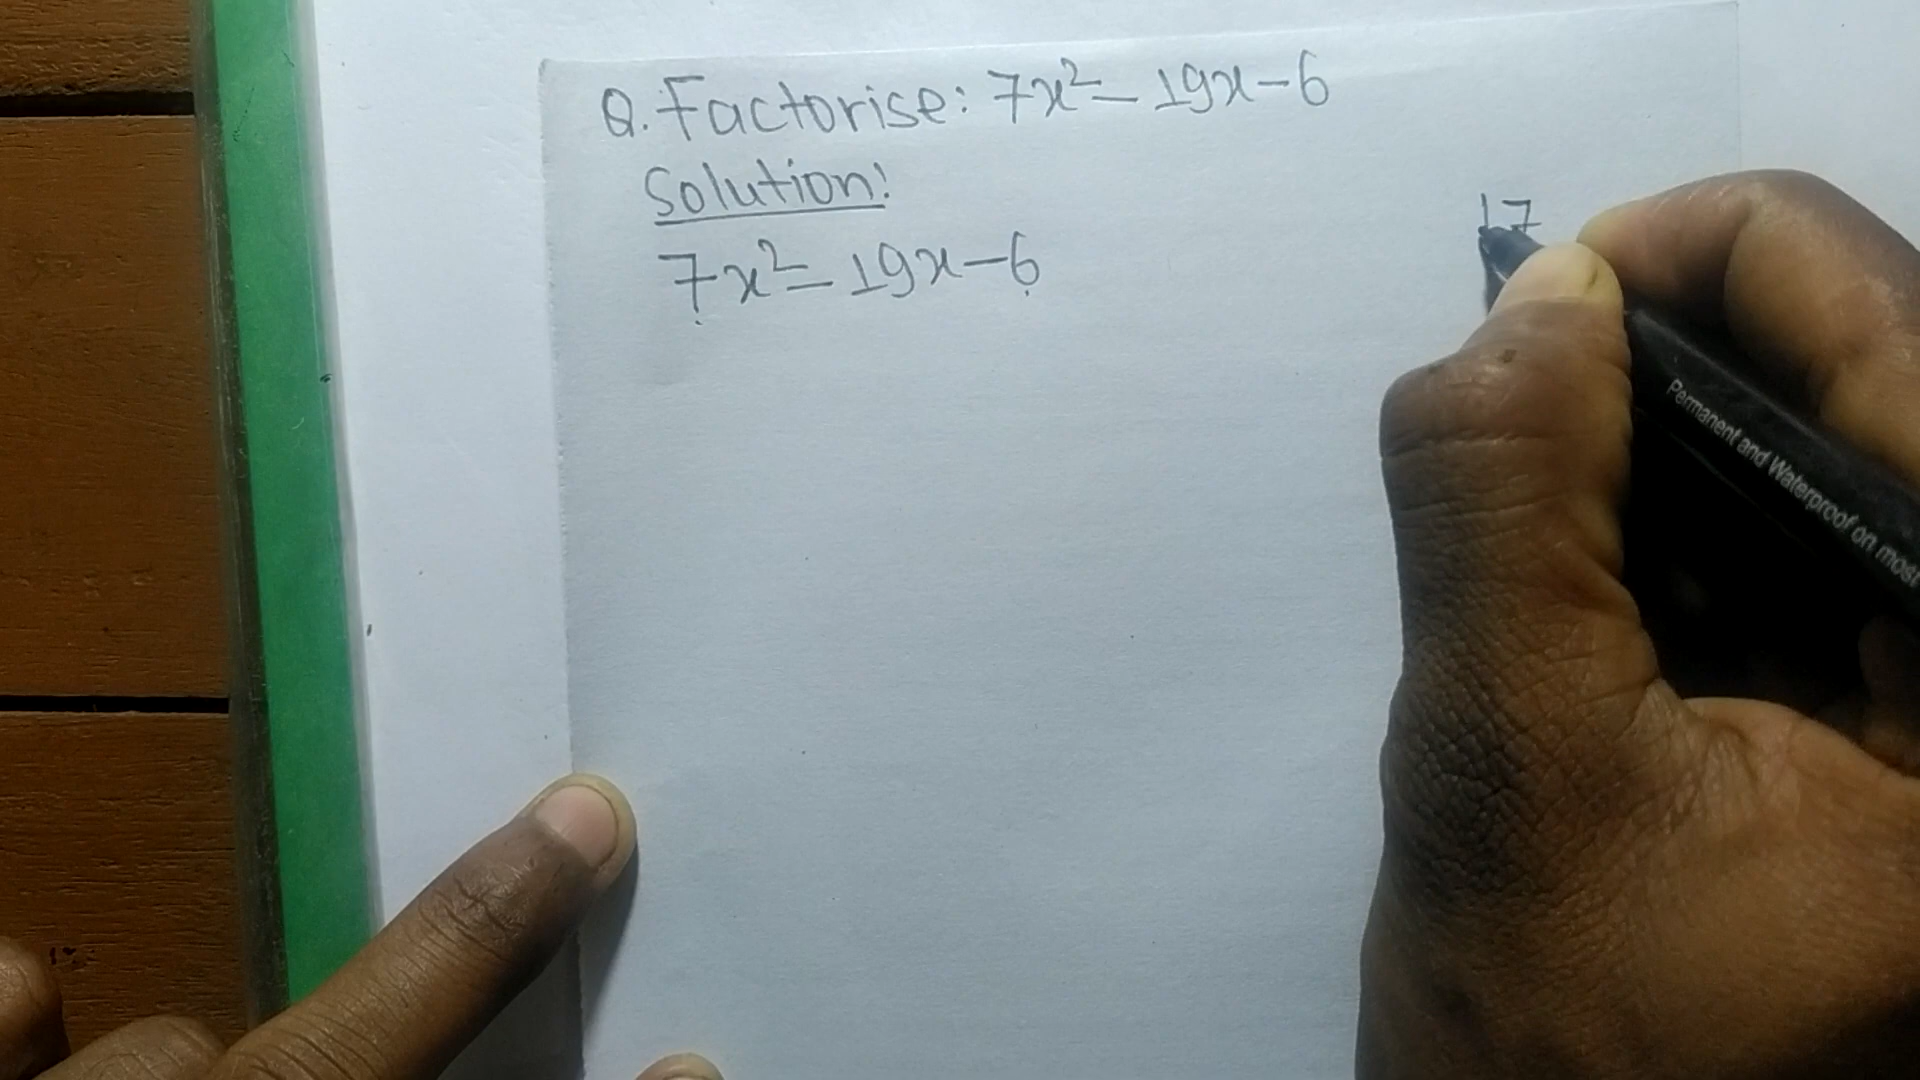 Q. Factorise: 7x² - 19x - 6
Solution:
17
7x² - 19x - 6
Permanent and Waterproof on most